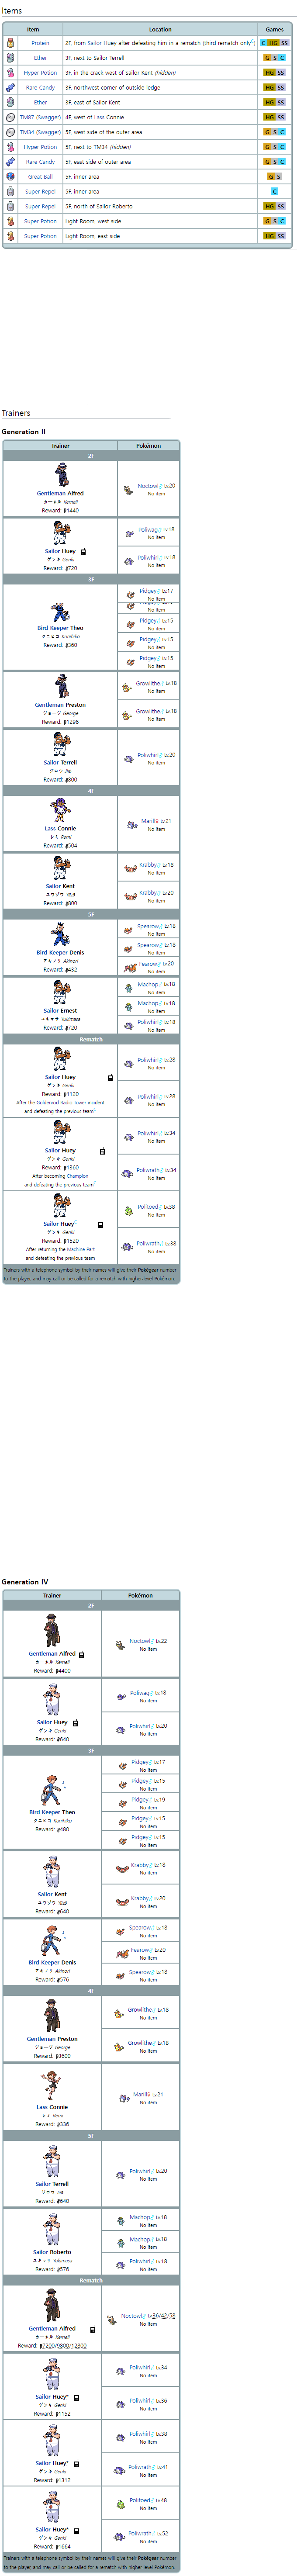 Items
Item Location Games
Protein 2F, from Sailor Huey after defeating him in a rematch (third rematch only) C HG SS
Ether 3F, next to Sailor Terrell G S C
Hyper Potion 3F, in the crack west of Sailor Kent (hidden) HG SS
Rare Candy 3F, northwest corner of outside ledge HG SS
Ether 3F, east of Sailor Kent HG SS
TM87 (Swagger) 4F, west of Lass Connie HG SS
TM34 (Swagger) 5F, west side of the outer area G S C
Hyper Potion 5F, next to TM34 (hidden) G S C
Rare Candy 5F, east side of outer area G S C
Great Ball 5F, inner area G S
Super Repel 5F, inner area C
Super Repel 5F, north of Sailor Roberto HG SS
Super Potion Light Room, west side G S C
Super Potion Light Room, east side HG SS
Trainers
Generation II
Trainer Pokémon
2F
Gentleman Alfred
カーネル Kernell
Reward: 1440
Noctowl♂ Lv.20
No item
Sailor Huey
ゲンキ Genki
Reward: 720
Poliwag♂ Lv.18
No item
Poliwhirl♂ Lv.18
No item
3F
Bird Keeper Theo
クニヒコ Kunihiko
Reward: 360
Pidgey♂ Lv.17
No item
Pidgey♂ Lv.15
No item
Pidgey♂ Lv.15
No item
Pidgey♂ Lv.15
No item
Gentleman Preston
ジョージ George
Reward: 1296
Growlithe♂ Lv.18
No item
Growlithe♂ Lv.18
No item
Sailor Terrell
ジロウ Jirō
Reward: 800
Poliwhirl♂ Lv.20
No item
4F
Lass Connie
レミ Remi
Reward: 504
Marill♀ Lv.21
No item
Sailor Kent
ユウゾウ Yūzō
Reward: 800
Krabby♂ Lv.18
No item
Krabby♂ Lv.20
No item
5F
Bird Keeper Denis
アキノリ Akinori
Reward: 432
Spearow♂ Lv.18
No item
Spearow♂ Lv.18
No item
Fearow♂ Lv.20
No item
Sailor Ernest
ユキマサ Yukimasa
Reward: 720
Machop♂ Lv.18
No item
Machop♂ Lv.18
No item
Poliwhirl♂ Lv.18
No item
Rematch
Sailor Huey
ゲンキ Genki
Reward: 1120
After the Goldenrod Radio Tower incident
and defeating the previous team
Poliwhirl♂ Lv.28
No item
Poliwhirl♂ Lv.28
No item
Sailor Huey
ゲンキ Genki
Reward: 1360
After becoming Champion
and defeating the previous team
Poliwhirl♂ Lv.34
No item
Poliwrath♂ Lv.34
No item
Sailor Huey
ゲンキ Genki
Reward: 1520
After returning the Machine Part
and defeating the previous team
Politoed♂ Lv.38
No item
Poliwrath♂ Lv.38
No item
Trainers with a telephone symbol by their names will give their Pokégear number
to the player, and may call or be called for a rematch with higher-level Pokémon.
Generation IV
Trainer Pokémon
2F
Gentleman Alfred
カーネル Kernell
Reward: 4400
Noctowl♂ Lv.22
No item
Sailor Huey
ゲンキ Genki
Reward: 640
Poliwag♂ Lv.18
No item
Poliwhirl♂ Lv.20
No item
3F
Bird Keeper Theo
クニヒコ Kunihiko
Reward: 480
Pidgey♂ Lv.17
No item
Pidgey♂ Lv.15
No item
Pidgey♂ Lv.19
No item
Pidgey♂ Lv.15
No item
Pidgey♂ Lv.15
No item
Sailor Kent
ユウゾウ Yūzō
Reward: 640
Krabby♂ Lv.18
No item
Krabby♂ Lv.20
No item
Bird Keeper Denis
アキノリ Akinori
Reward: 576
Spearow♂ Lv.18
No item
Fearow♂ Lv.20
No item
Spearow♂ Lv.18
No item
4F
Gentleman Preston
ジョージ George
Reward: 3600
Growlithe♂ Lv.18
No item
Growlithe♂ Lv.18
No item
Lass Connie
レミ Remi
Reward: 336
Marill♀ Lv.21
No item
5F
Sailor Terrell
ジロウ Jirō
Reward: 640
Poliwhirl♂ Lv.20
No item
Sailor Roberto
ユキマサ Yukimasa
Reward: 576
Machop♂ Lv.18
No item
Machop♂ Lv.18
No item
Poliwhirl♂ Lv.18
No item
Rematch
Gentleman Alfred
カーネル Kernell
Reward: 7200/9800/12800
Noctowl♂ Lv.36/42/58
No item
Sailor Huey
ゲンキ Genki
Reward: 1152
Poliwhirl♂ Lv.34
No item
Poliwhirl♂ Lv.36
No item
Sailor Huey
ゲンキ Genki
Reward: 1312
Poliwhirl♂ Lv.38
No item
Poliwrath♂ Lv.41
No item
Sailor Huey
ゲンキ Genki
Reward: 1664
Politoed♂ Lv.48
No item
Poliwrath♂ Lv.52
No item
Trainers with a telephone symbol by their names will give their Pokégear number
to the player, and may call or be called for a rematch with higher-level Pokémon.